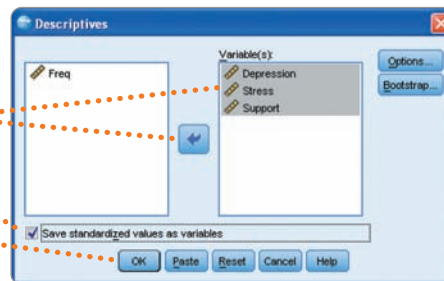 Descriptives
Variable(s):
Freq
Depression
Stress
Support
Options...
Bootstrap...
Save standardized values as variables
OK Paste Reset Cancel Help